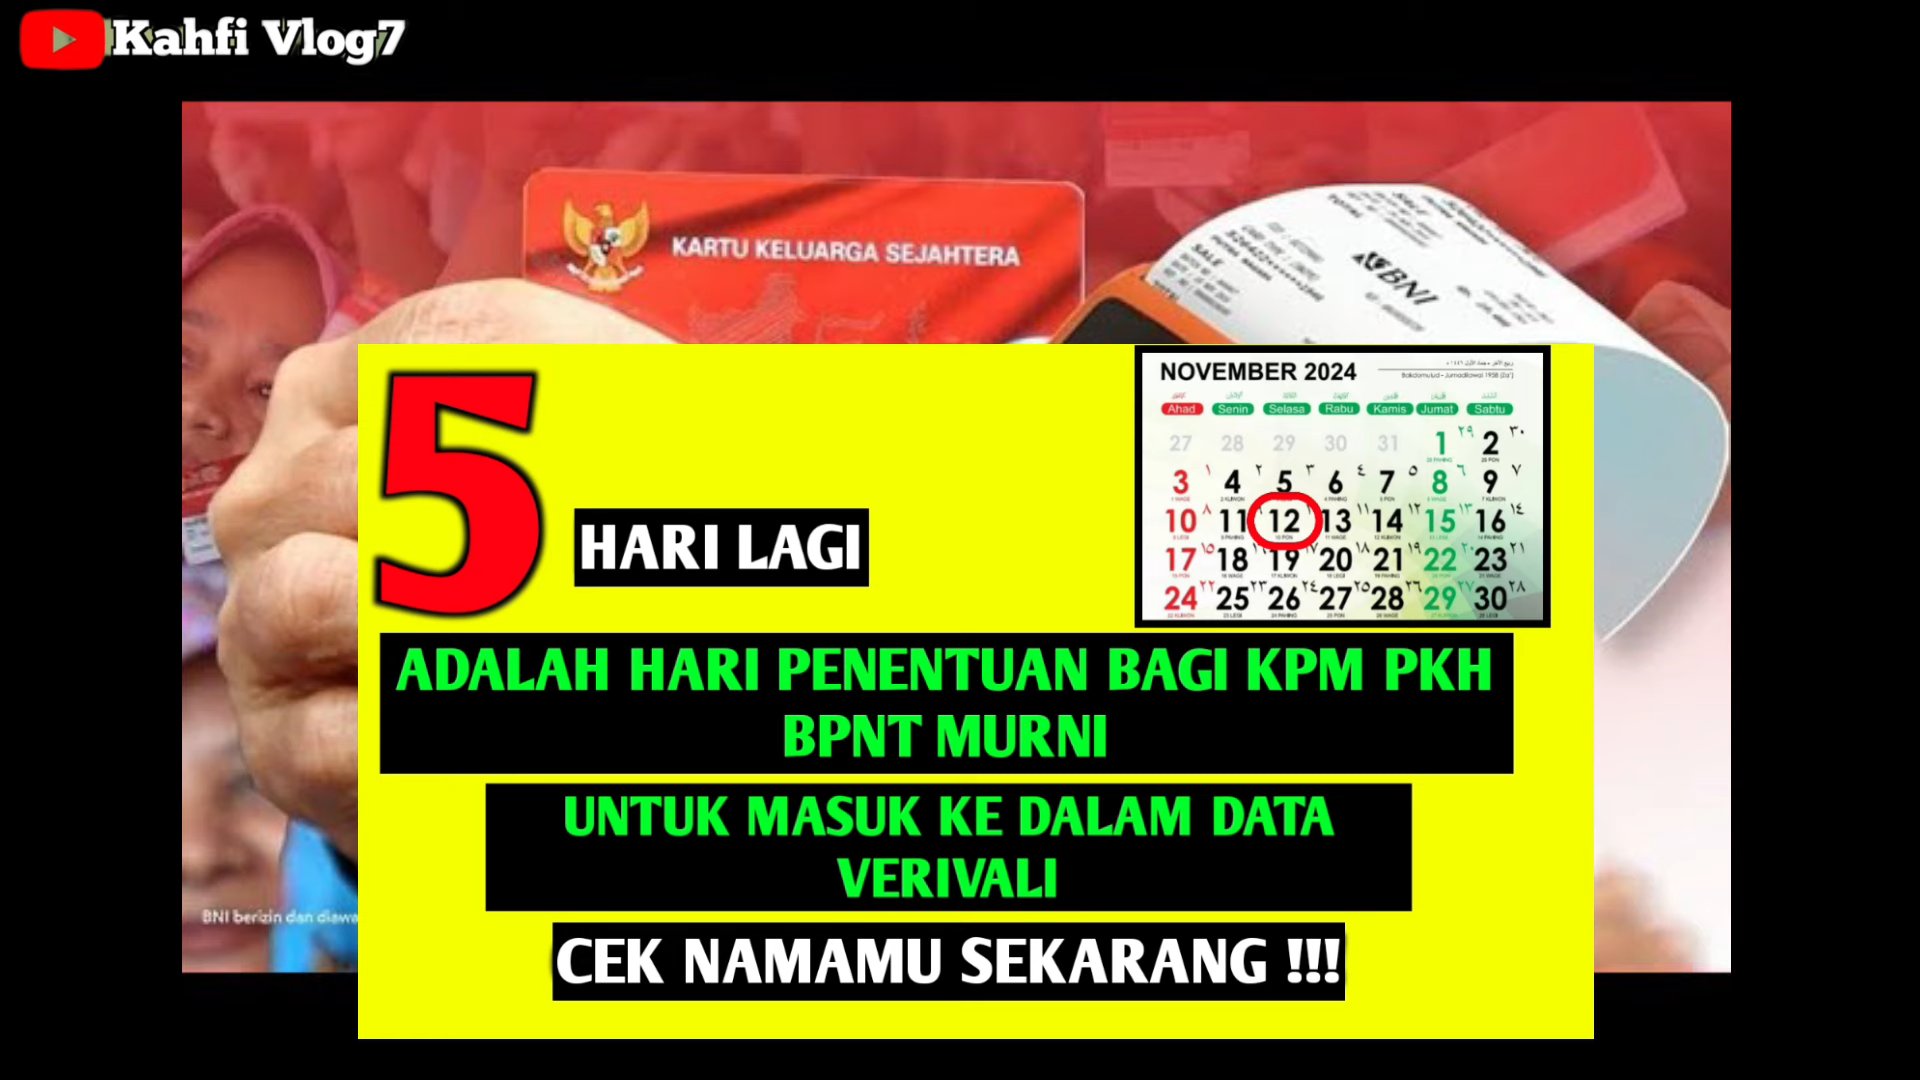 Kahfi Vlog7
KARTU KELUARGA SEJAHTERA
SALE
BNI
5
HARI LAGI
NOVEMBER 2024
Ahad Senin Selasa Rabu Kamis Jumat Sabtu
27 28 29 30 31 1 2
3 4 5 6 7 8 9
10 11 12 13 14 15 16
17 18 19 20 21 22 23
24 25 26 27 28 29 30
ADALAH HARI PENENTUAN BAGI KPM PKH
BPNT MURNI
UNTUK MASUK KE DALAM DATA
VERIVALI
BNI berizin dan
CEK NAMAMU SEKARANG !!!